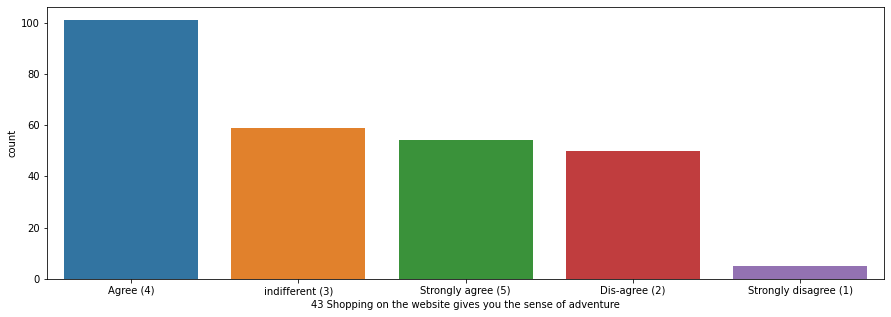 100
80
60
40
20
0
count
Agree (4)
indifferent (3)
Strongly agree (5)
Dis-agree (2)
Strongly disagree (1)
43 Shopping on the website gives you the sense of adventure